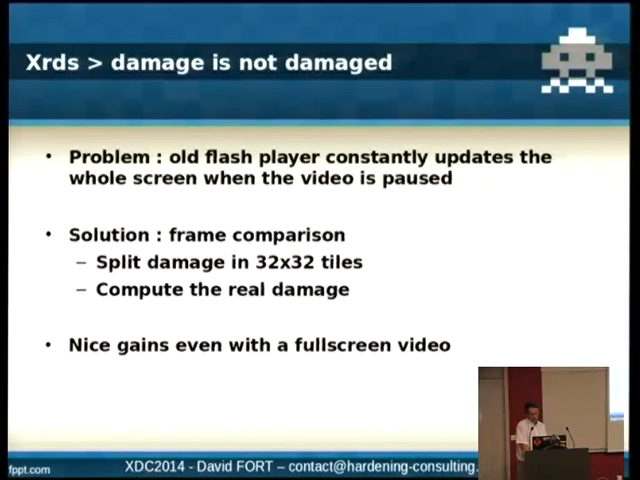 Xrds > damage is not damaged
• Problem : old flash player constantly updates the
whole screen when the video is paused
• Solution : frame comparison
– Split damage in 32x32 tiles
– Compute the real damage
• Nice gains even with a fullscreen video
fppt.com
XDC2014 - David FORT – contact@hardening-consulting.